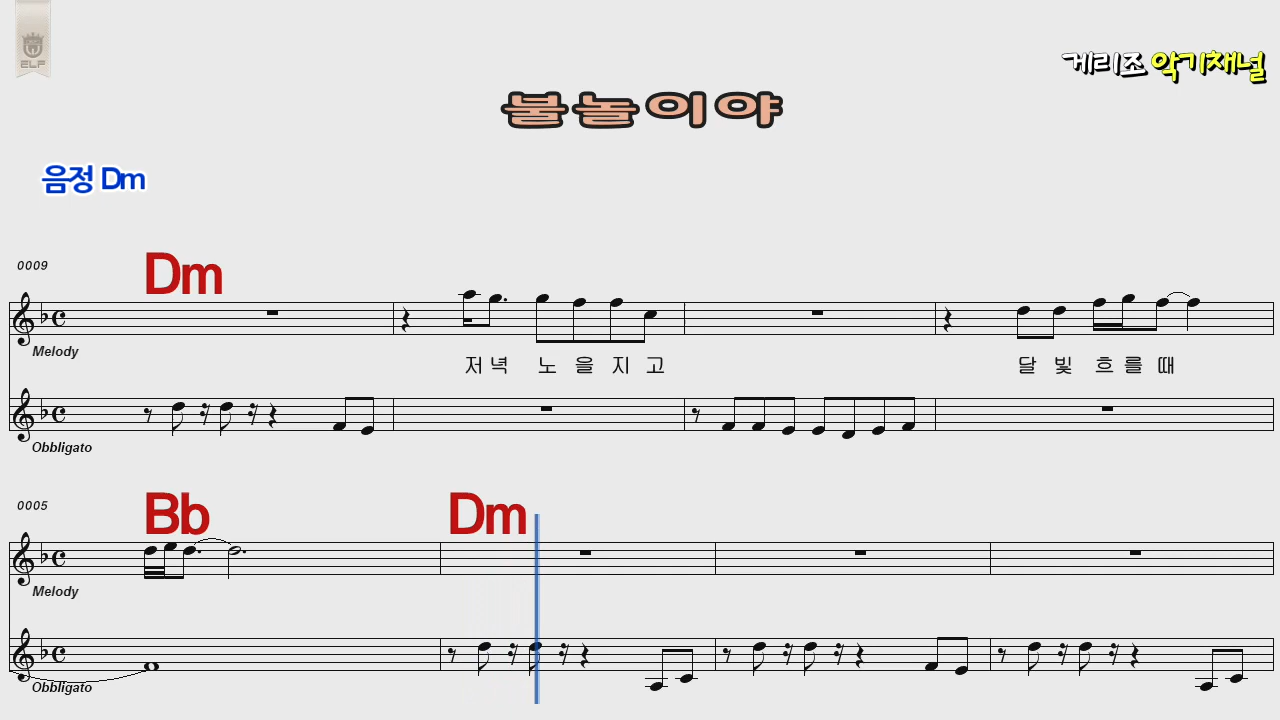 ELF
게리조 악기채널
불놀이야
음정 Dm
0009
Dm
Melody
저 녁 노 을 지 고 달 빛 흐 를 때
Obbligato
0005
Bb Dm
Melody
Obbligato